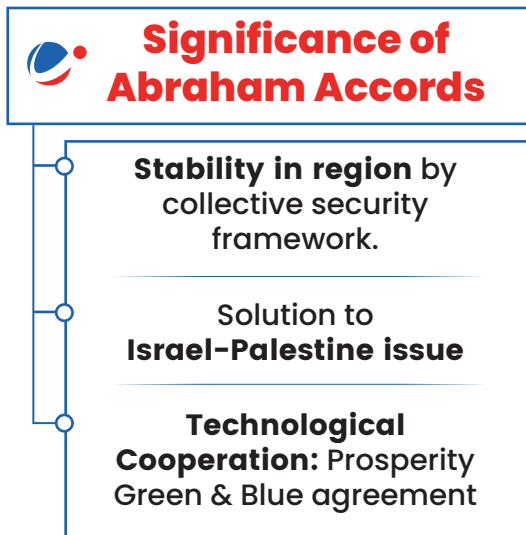 Significance of
Abraham Accords
Stability in region by
collective security
framework.
Solution to
Israel-Palestine issue
Technological
Cooperation: Prosperity
Green & Blue agreement